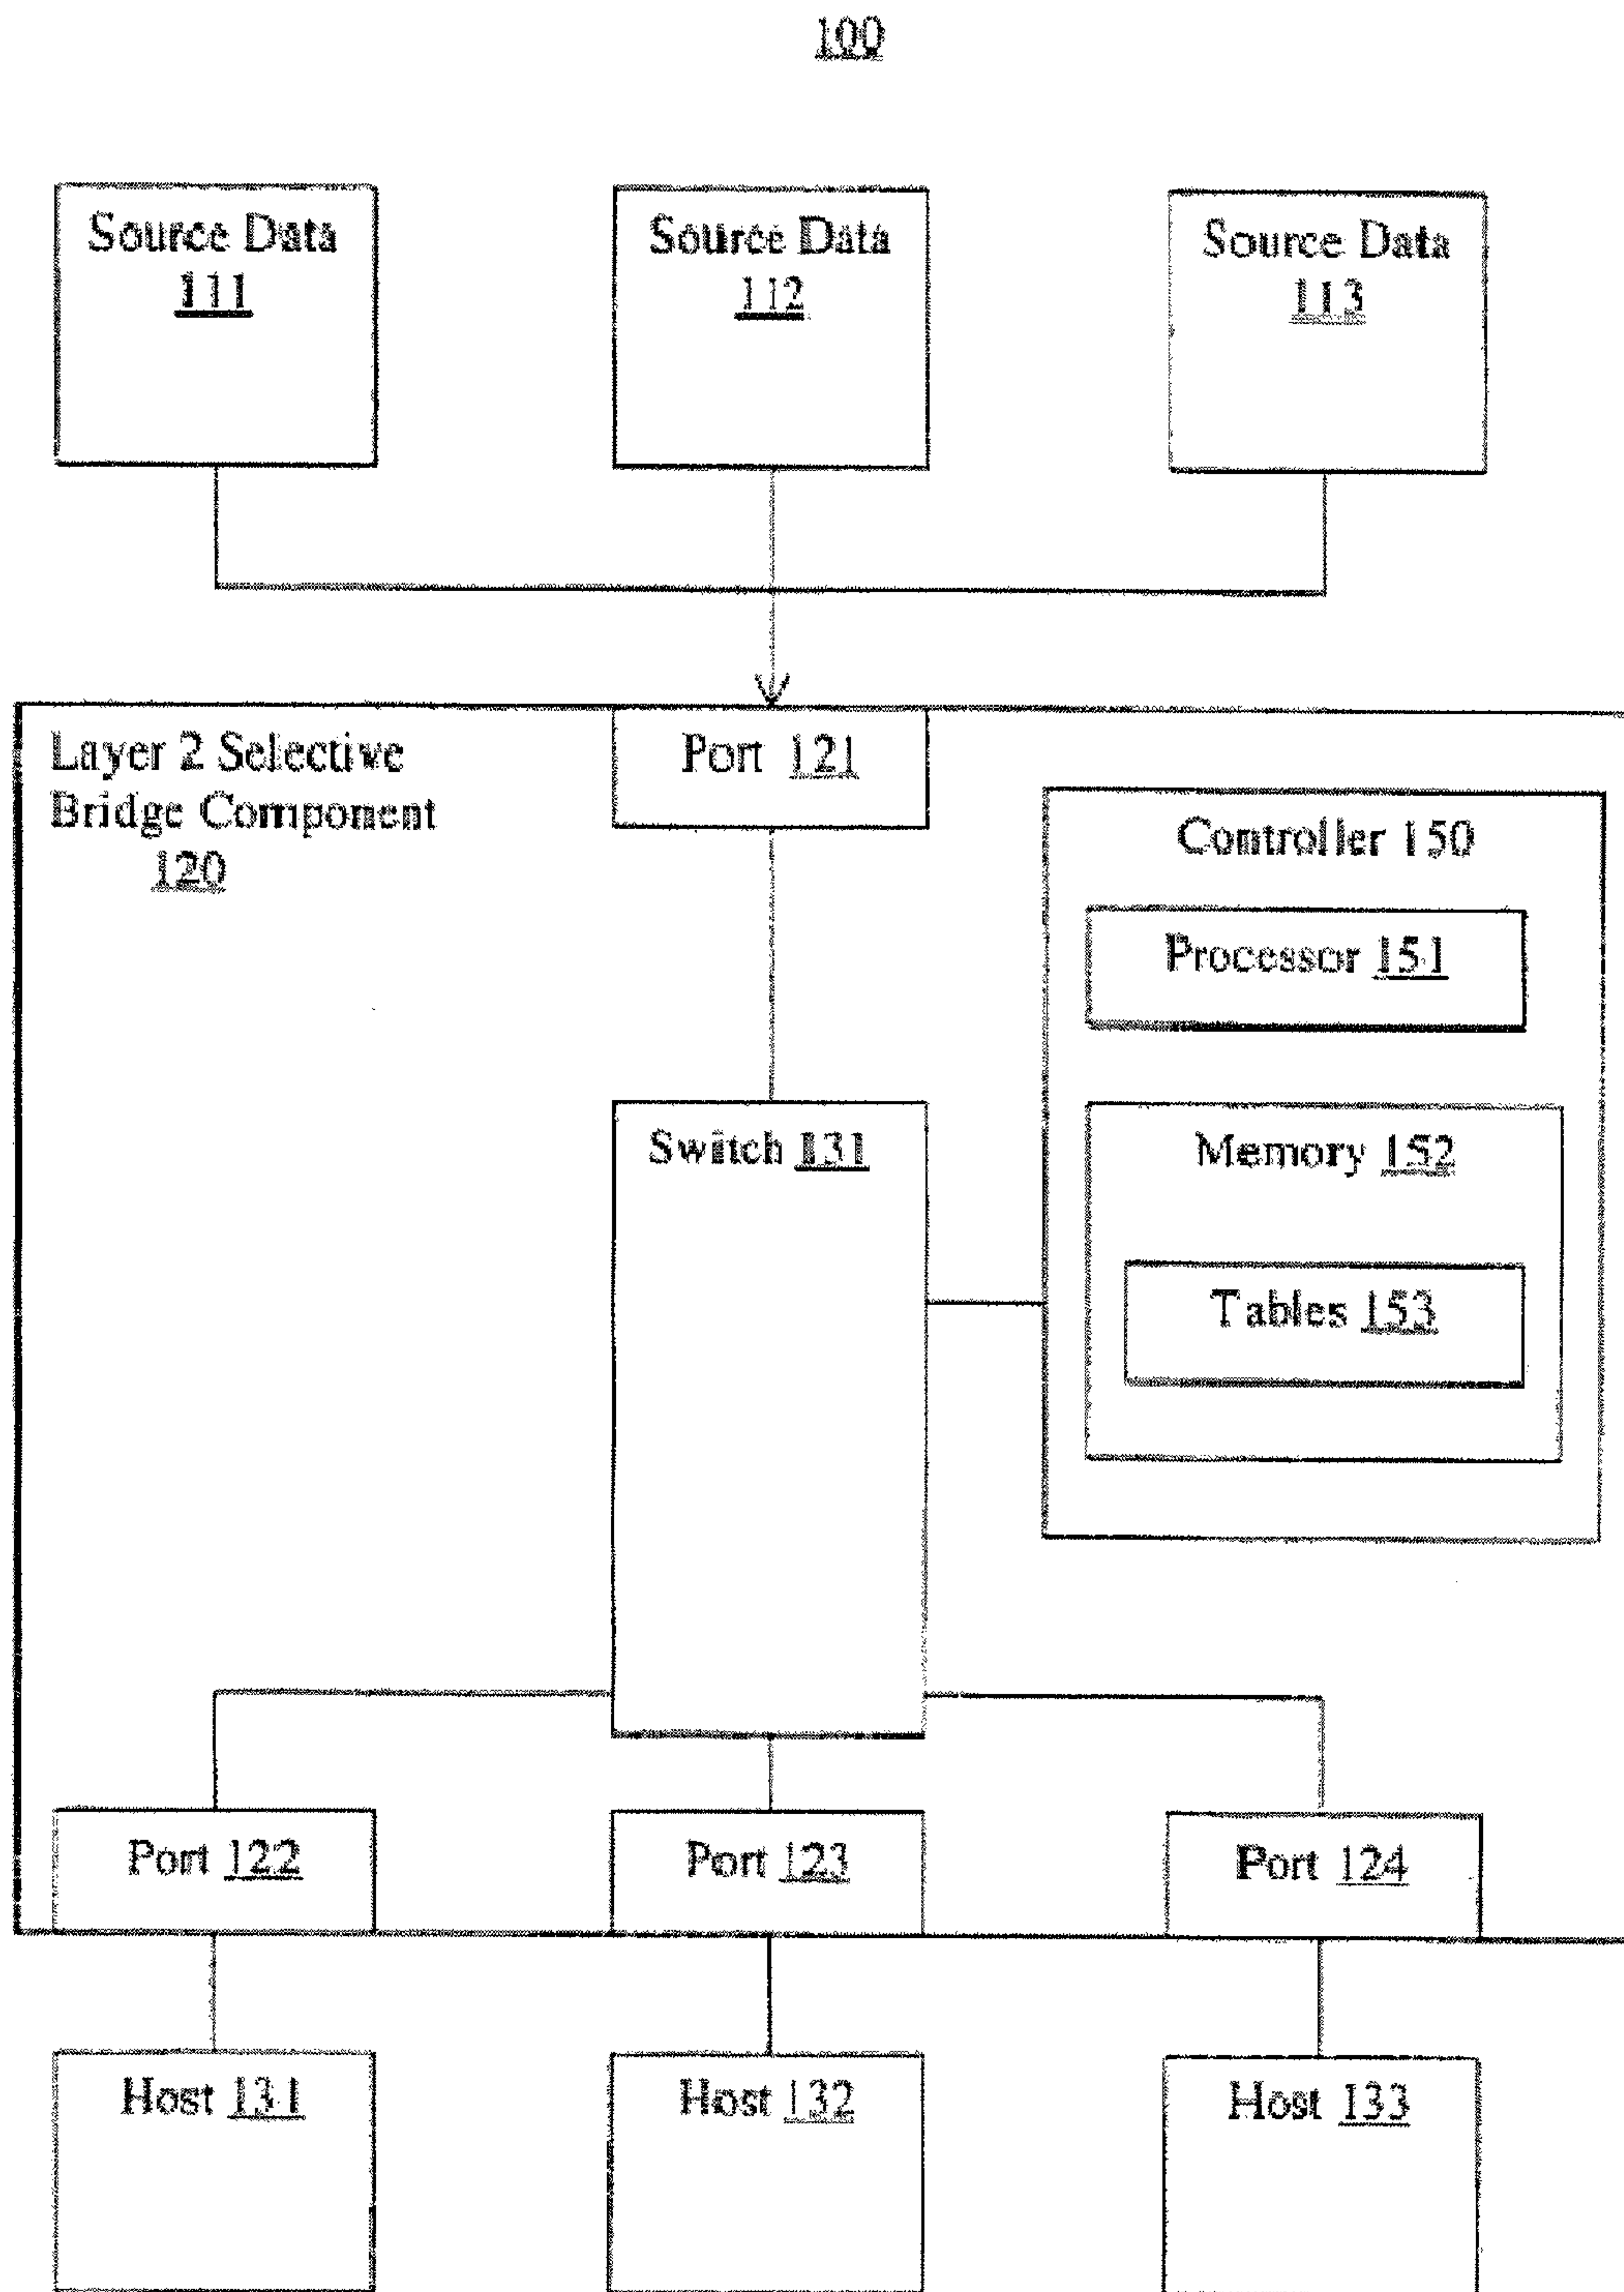 100
Source Data
111
Source Data
112
Source Data
113
Layer 2 Selective
Bridge Component
120
Port 121
Controller 150
Processor 151
Switch 131
Memory 152
Tables 153
Port 122
Port 123
Port 124
Host 131
Host 132
Host 133